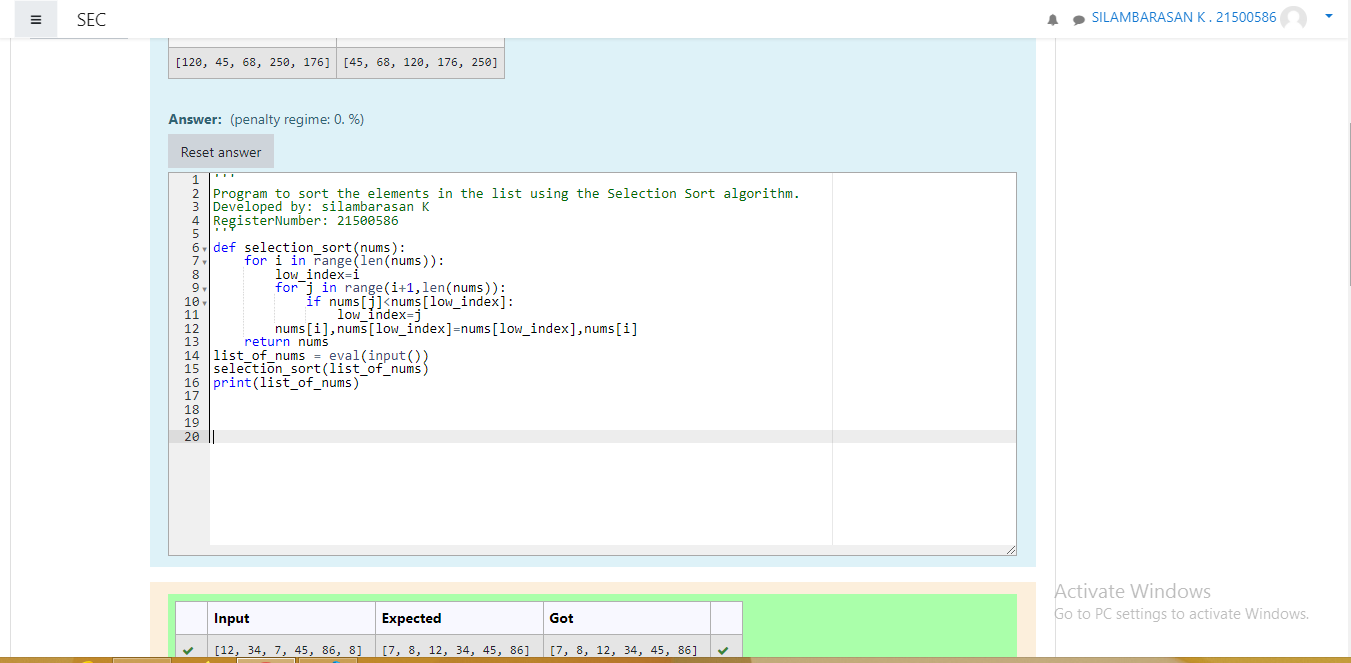 SEC
SILAMBARASAN K . 21500586
[120, 45, 68, 250, 176] [45, 68, 120, 176, 250]
Answer: (penalty regime: 0. %)
Reset answer
1 '''
2 Program to sort the elements in the list using the Selection Sort algorithm.
3 Developed by: silambarasan K
4 RegisterNumber: 21500586
5 '''
6 def selection_sort(nums):
7     for i in range(len(nums)):
8         low_index=i
9         for j in range(i+1,len(nums)):
10             if nums[j]<nums[low_index]:
11                 low_index=j
12         nums[i],nums[low_index]=nums[low_index],nums[i]
13     return nums
14 list_of_nums = eval(input())
15 selection_sort(list_of_nums)
16 print(list_of_nums)
17
18
19
20
Activate Windows
Go to PC settings to activate Windows.
Input Expected Got
[12, 34, 7, 45, 86, 8] [7, 8, 12, 34, 45, 86] [7, 8, 12, 34, 45, 86]